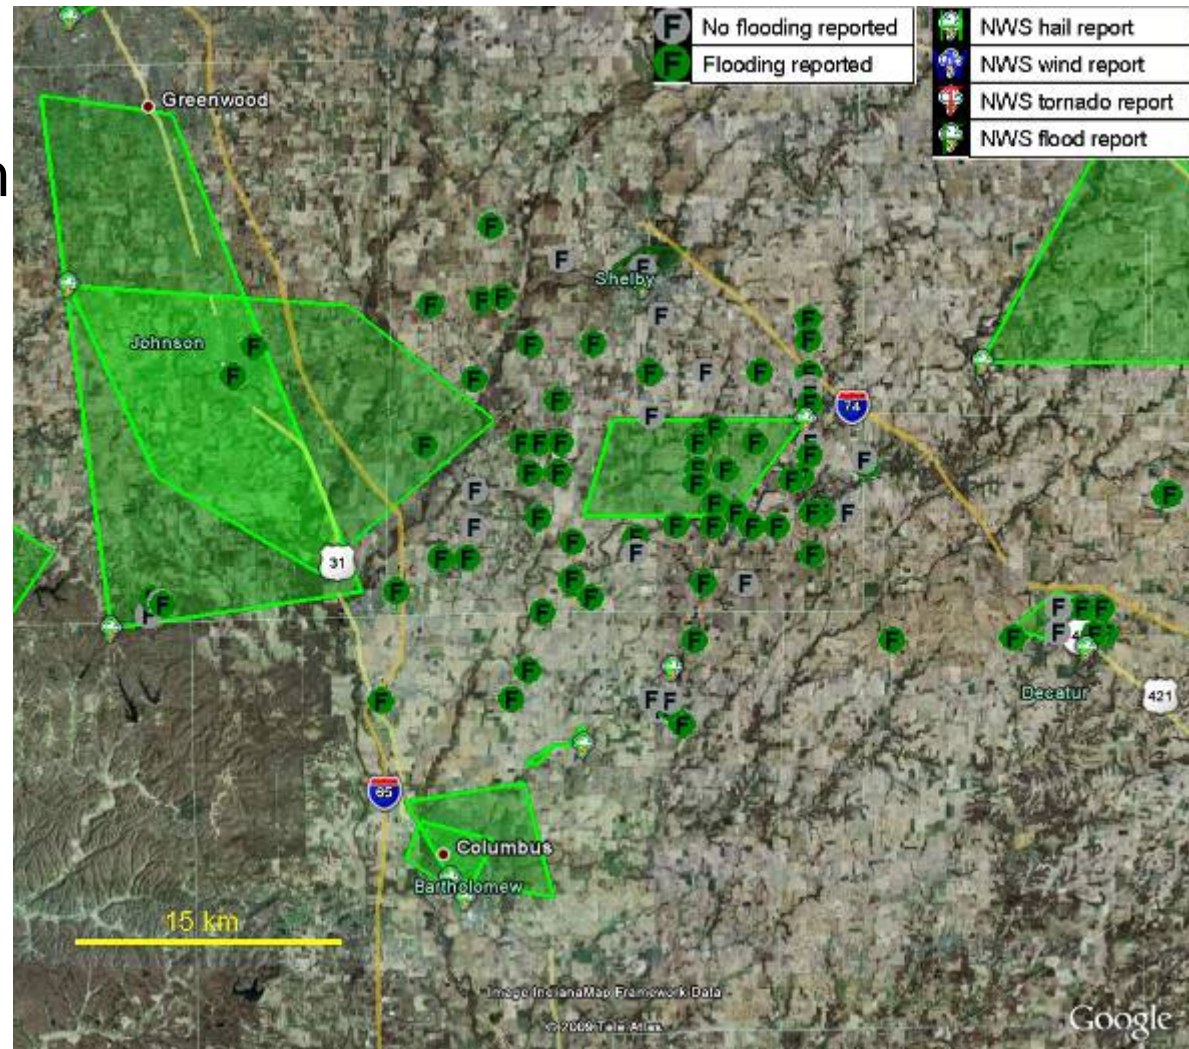 n
F No flooding reported
F Flooding reported
NWS hail report
NWS wind report
NWS tornado report
NWS flood report
Greenwood
Shelby
Johnson
74
31
Decatur
421
65
Columbus
Bartholomew
15 km
Image IndianaMap Framework Data
© 2009 Tele Atlas
Google